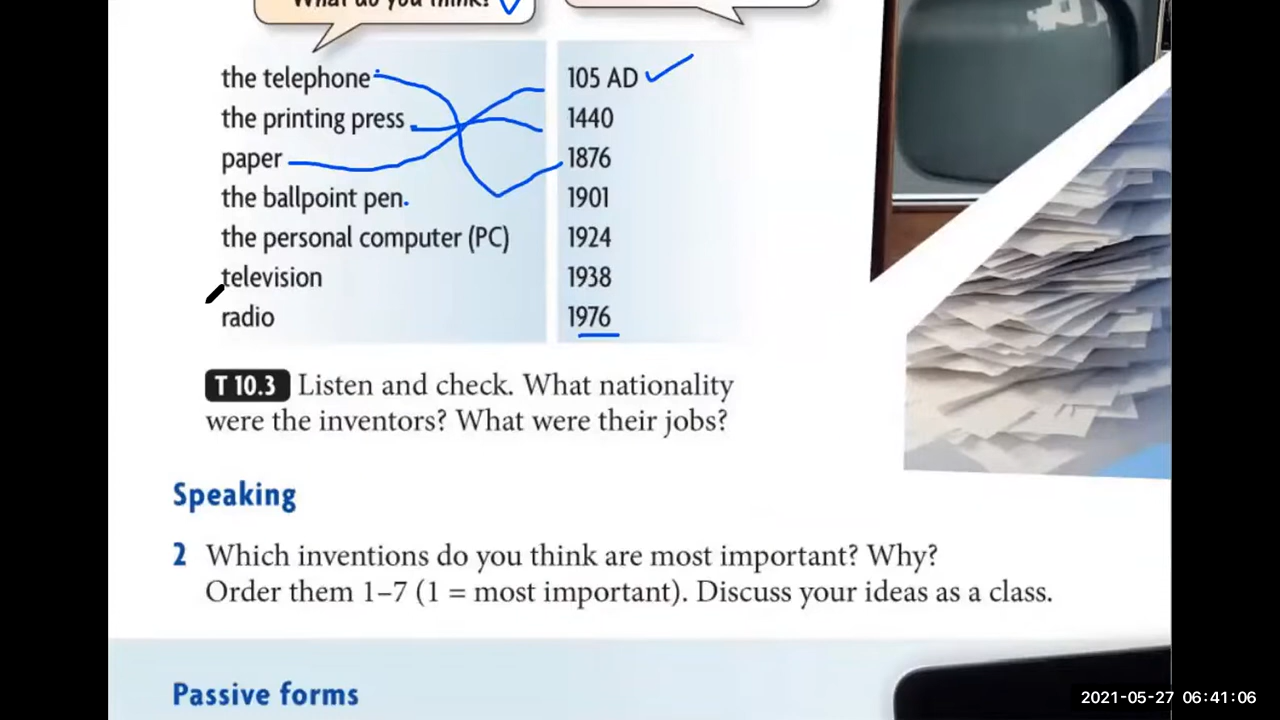 What do you think?
the telephone
the printing press
paper
the ballpoint pen
the personal computer (PC)
television
radio
105 AD
1440
1876
1901
1924
1938
1976
T 10.3 Listen and check. What nationality
were the inventors? What were their jobs?
Speaking
2 Which inventions do you think are most important? Why?
Order them 1–7 (1 = most important). Discuss your ideas as a class.
Passive forms
2021-05-27 06:41:06